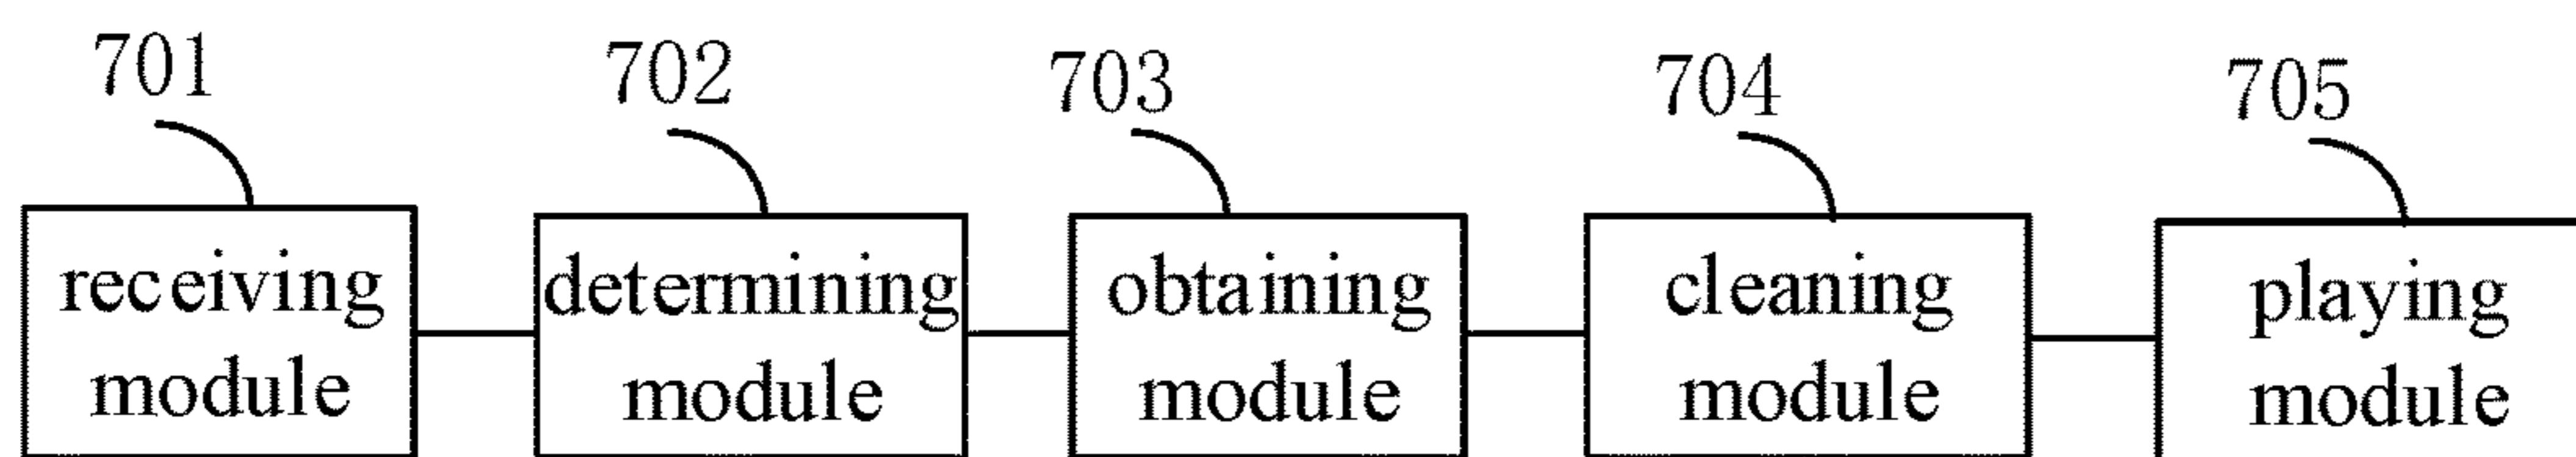 701
702
703
704
705
receiving
module
determining
module
obtaining
module
cleaning
module
playing
module